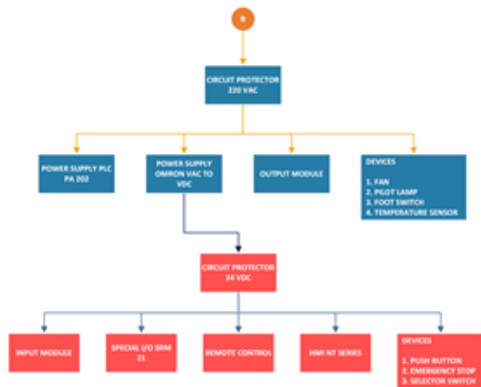 B
CIRCUIT PROTECTOR
220 VAC
POWER SUPPLY PLC
PA 202
POWER SUPPLY
OMRON VAC TO
VDC
OUTPUT MODULE
DEVICES
1. FAN
2. PILOT LAMP
3. FOOT SWITCH
4. TEMPERATURE SENSOR
CIRCUIT PROTECTOR
24 VDC
INPUT MODULE
SPECIAL I/O SRM
21
REMOTE CONTROL
HMI NT SERIES
DEVICES
1. PUSH BUTTON
2. EMERGENCY STOP
3. SELECTOR SWITCH